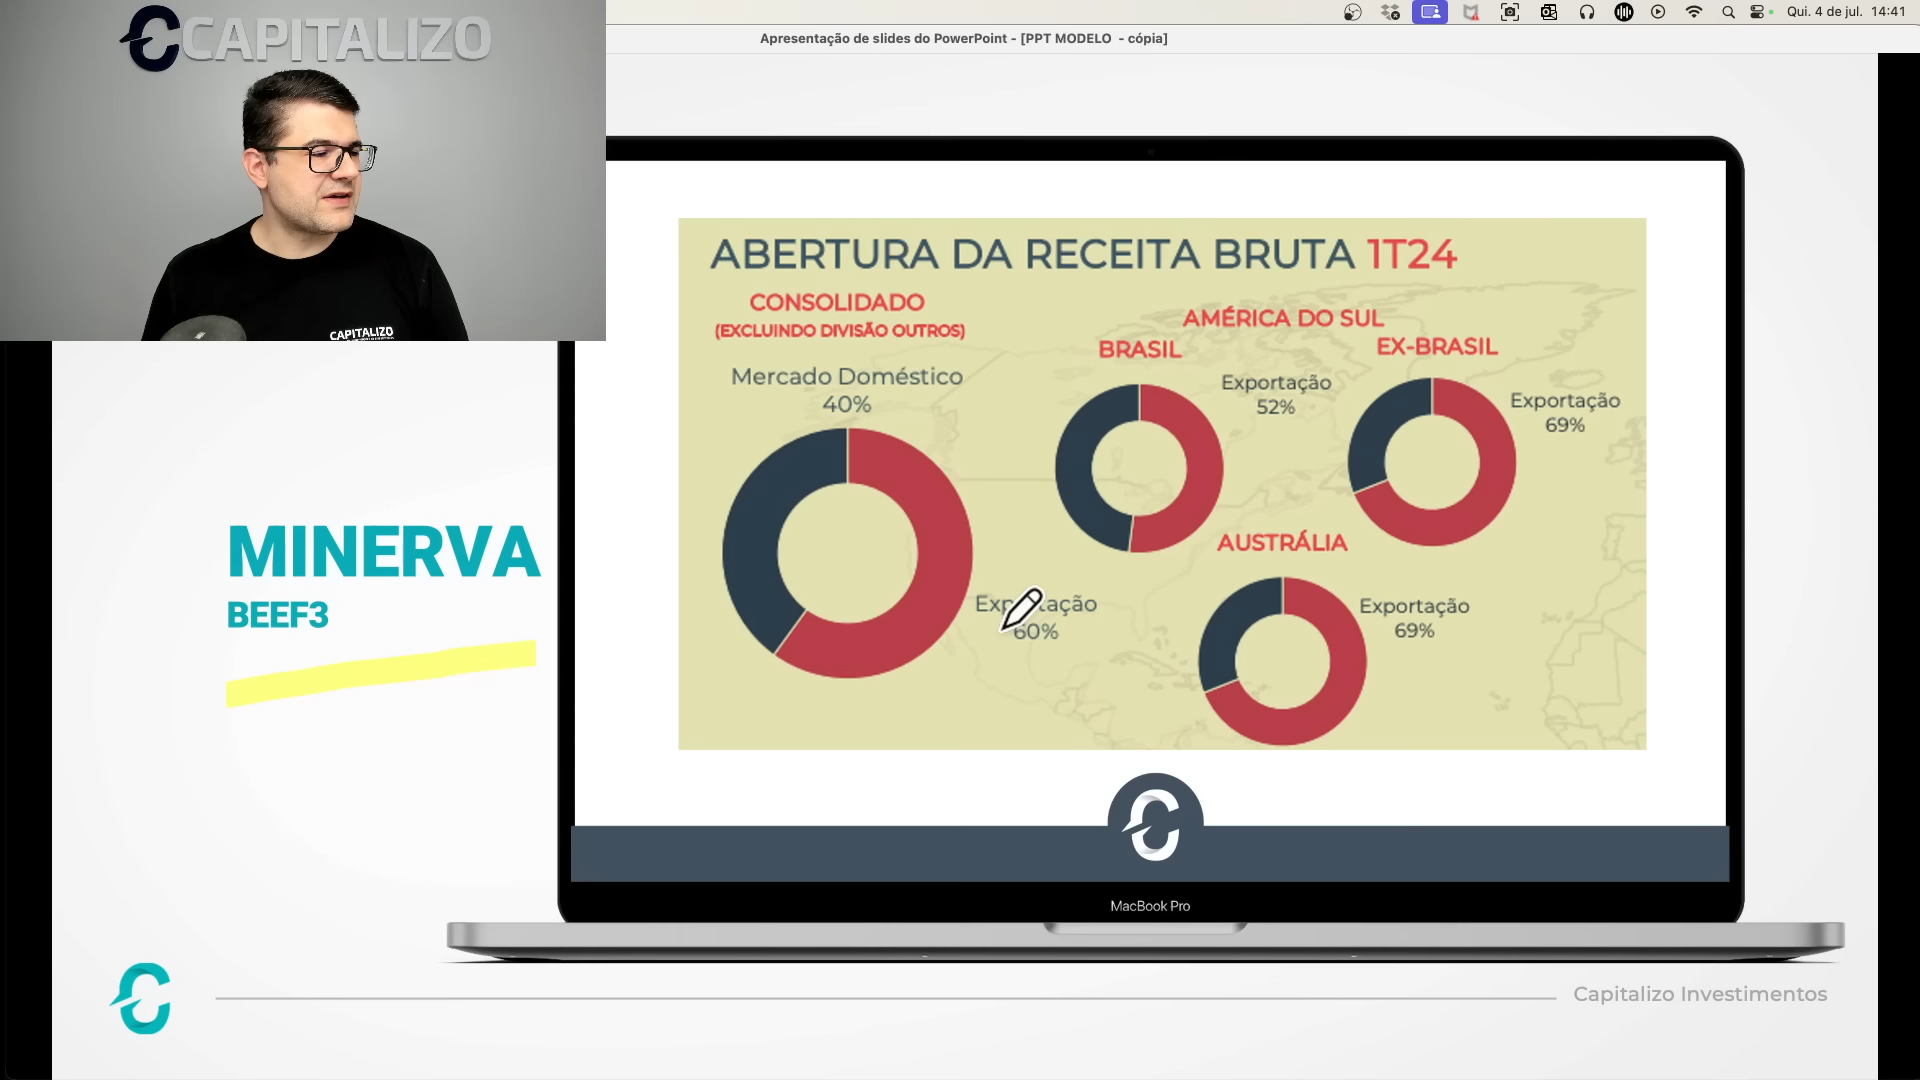 CAPITALIZO
CAPITALIZO
Qui. 4 de jul. 14:41
Apresentação de slides do PowerPoint - [PPT MODELO - cópia]
ABERTURA DA RECEITA BRUTA 1T24
CONSOLIDADO
(EXCLUINDO DIVISÃO OUTROS)
Mercado Doméstico
40%
Exportação
60%
AMÉRICA DO SUL
BRASIL
Exportação
52%
EX-BRASIL
Exportação
69%
AUSTRÁLIA
Exportação
69%
MINERVA
BEEF3
MacBook Pro
Capitalizo Investimentos